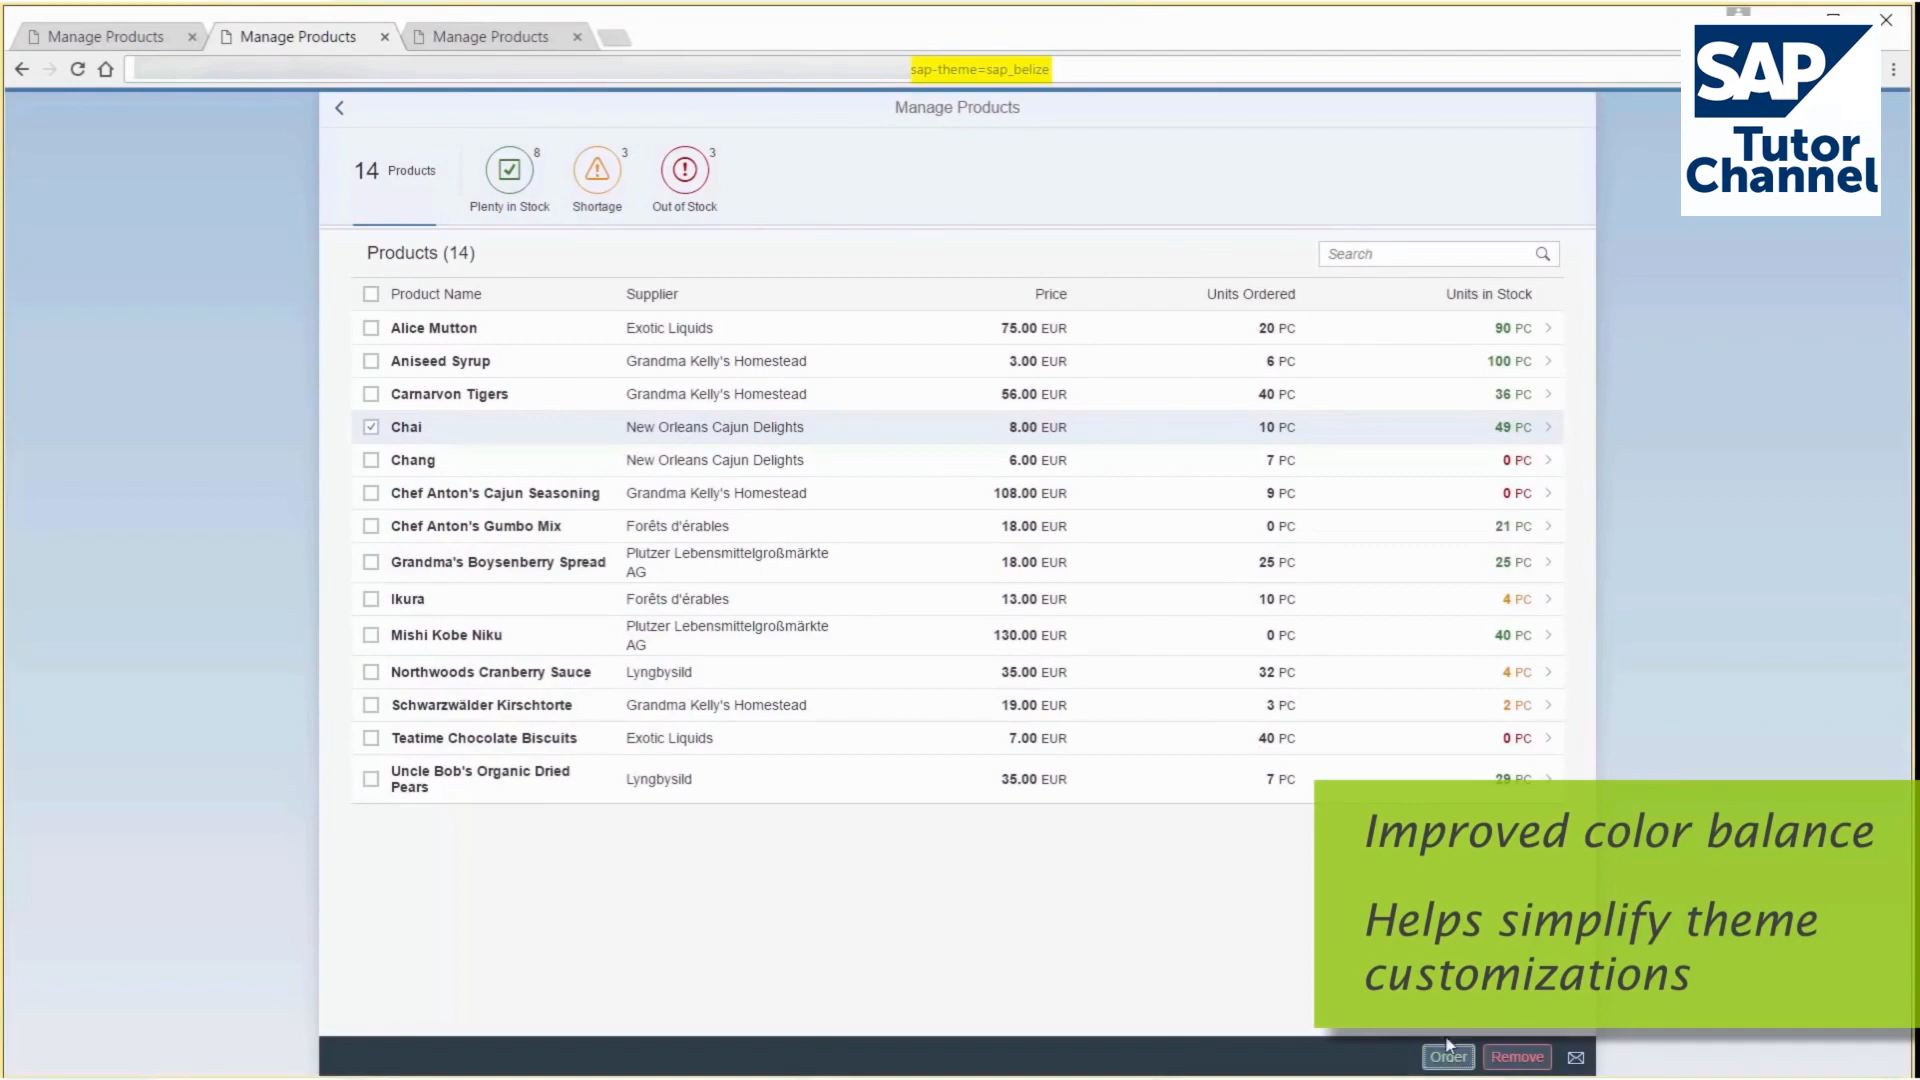 Manage Products
Manage Products
Manage Products
sap-theme=sap_belize
SAP
Tutor
Channel
Manage Products
14 Products
8
Plenty in Stock
3
Shortage
3
Out of Stock
Products (14)
Search
Product Name Supplier Price Units Ordered Units in Stock
Alice Mutton Exotic Liquids 75.00 EUR 20 PC 90 PC
Aniseed Syrup Grandma Kelly's Homestead 3.00 EUR 6 PC 100 PC
Carnarvon Tigers Grandma Kelly's Homestead 56.00 EUR 40 PC 36 PC
Chai New Orleans Cajun Delights 8.00 EUR 10 PC 49 PC
Chang New Orleans Cajun Delights 6.00 EUR 7 PC 0 PC
Chef Anton's Cajun Seasoning Grandma Kelly's Homestead 108.00 EUR 9 PC 0 PC
Chef Anton's Gumbo Mix Forêts d'érables 18.00 EUR 0 PC 21 PC
Grandma's Boysenberry Spread Plutzer Lebensmittelgroßmärkte
AG 18.00 EUR 25 PC 25 PC
Ikura Forêts d'érables 13.00 EUR 10 PC 4 PC
Mishi Kobe Niku Plutzer Lebensmittelgroßmärkte
AG 130.00 EUR 0 PC 40 PC
Northwoods Cranberry Sauce Lyngbysild 35.00 EUR 32 PC 4 PC
Schwarzwälder Kirschtorte Grandma Kelly's Homestead 19.00 EUR 3 PC 2 PC
Teatime Chocolate Biscuits Exotic Liquids 7.00 EUR 40 PC 0 PC
Uncle Bob's Organic Dried
Pears Lyngbysild 35.00 EUR 7 PC 29 PC
Improved color balance
Helps simplify theme
customizations
Order Remove